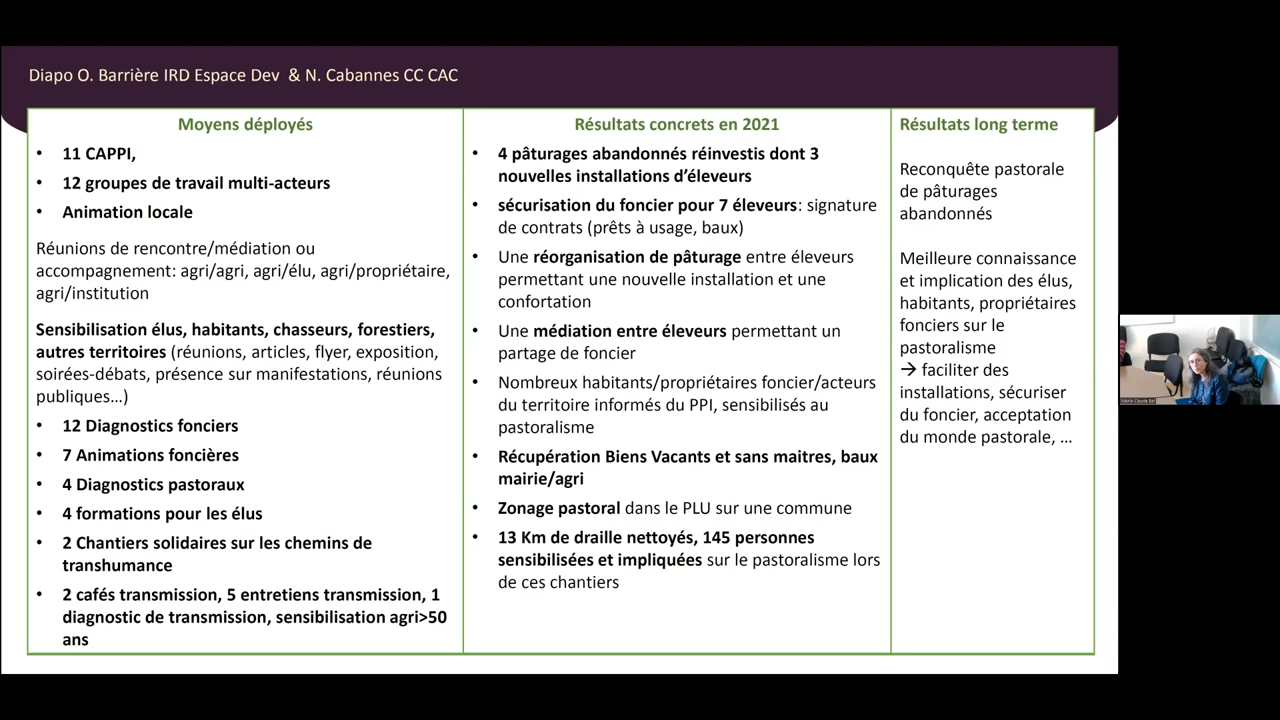 Diapo O. Barrière IRD Espace Dev & N. Cabannes CC CAC
Moyens déployés
• 11 CAPPI,
• 12 groupes de travail multi-acteurs
• Animation locale
Réunions de rencontre/médiation ou
accompagnement: agri/agri, agri/élu, agri/propriétaire,
agri/institution
Sensibilisation élus, habitants, chasseurs, forestiers,
autres territoires (réunions, articles, flyer, exposition,
soirées-débats, présence sur manifestations, réunions
publiques…)
• 12 Diagnostics fonciers
• 7 Animations foncières
• 4 Diagnostics pastoraux
• 4 formations pour les élus
• 2 Chantiers solidaires sur les chemins de
transhumance
• 2 cafés transmission, 5 entretiens transmission, 1
diagnostic de transmission, sensibilisation agri>50
ans
Résultats concrets en 2021
• 4 pâturages abandonnés réinvestis dont 3
nouvelles installations d’éleveurs
• sécurisation du foncier pour 7 éleveurs: signature
de contrats (prêts à usage, baux)
• Une réorganisation de pâturage entre éleveurs
permettant une nouvelle installation et une
confortation
• Une médiation entre éleveurs permettant un
partage de foncier
• Nombreux habitants/propriétaires foncier/acteurs
du territoire informés du PPI, sensibilisés au
pastoralisme
• Récupération Biens Vacants et sans maitres, baux
mairie/agri
• Zonage pastoral dans le PLU sur une commune
• 13 Km de draille nettoyés, 145 personnes
sensibilisées et impliquées sur le pastoralisme lors
de ces chantiers
Résultats long terme
Reconquête pastorale
de pâturages
abandonnés
Meilleure connaissance
et implication des élus,
habitants, propriétaires
fonciers sur le
pastoralisme
→ faciliter des
installations, sécuriser
du foncier, acceptation
du monde pastorale, …